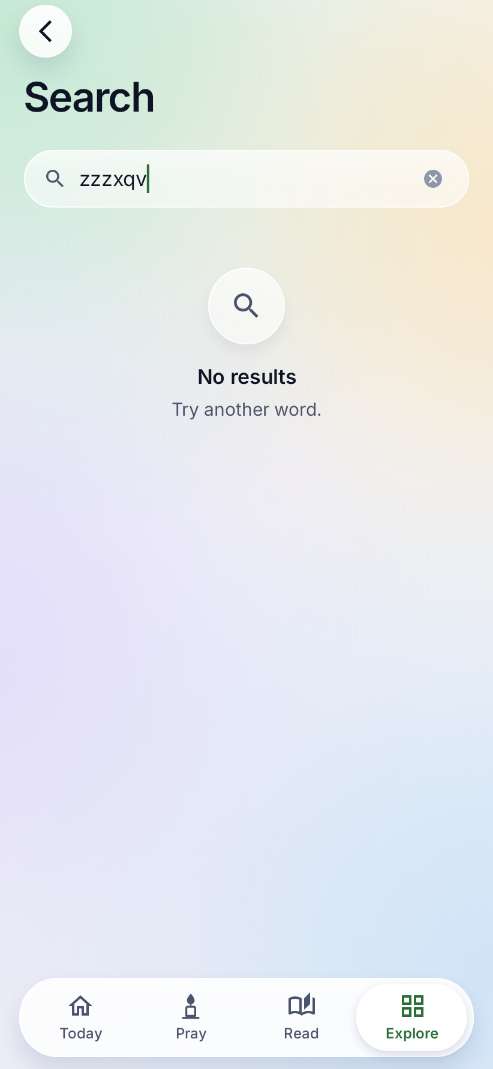 Search
zzzxqv
No results
Try another word.
Today
Pray
Read
Explore